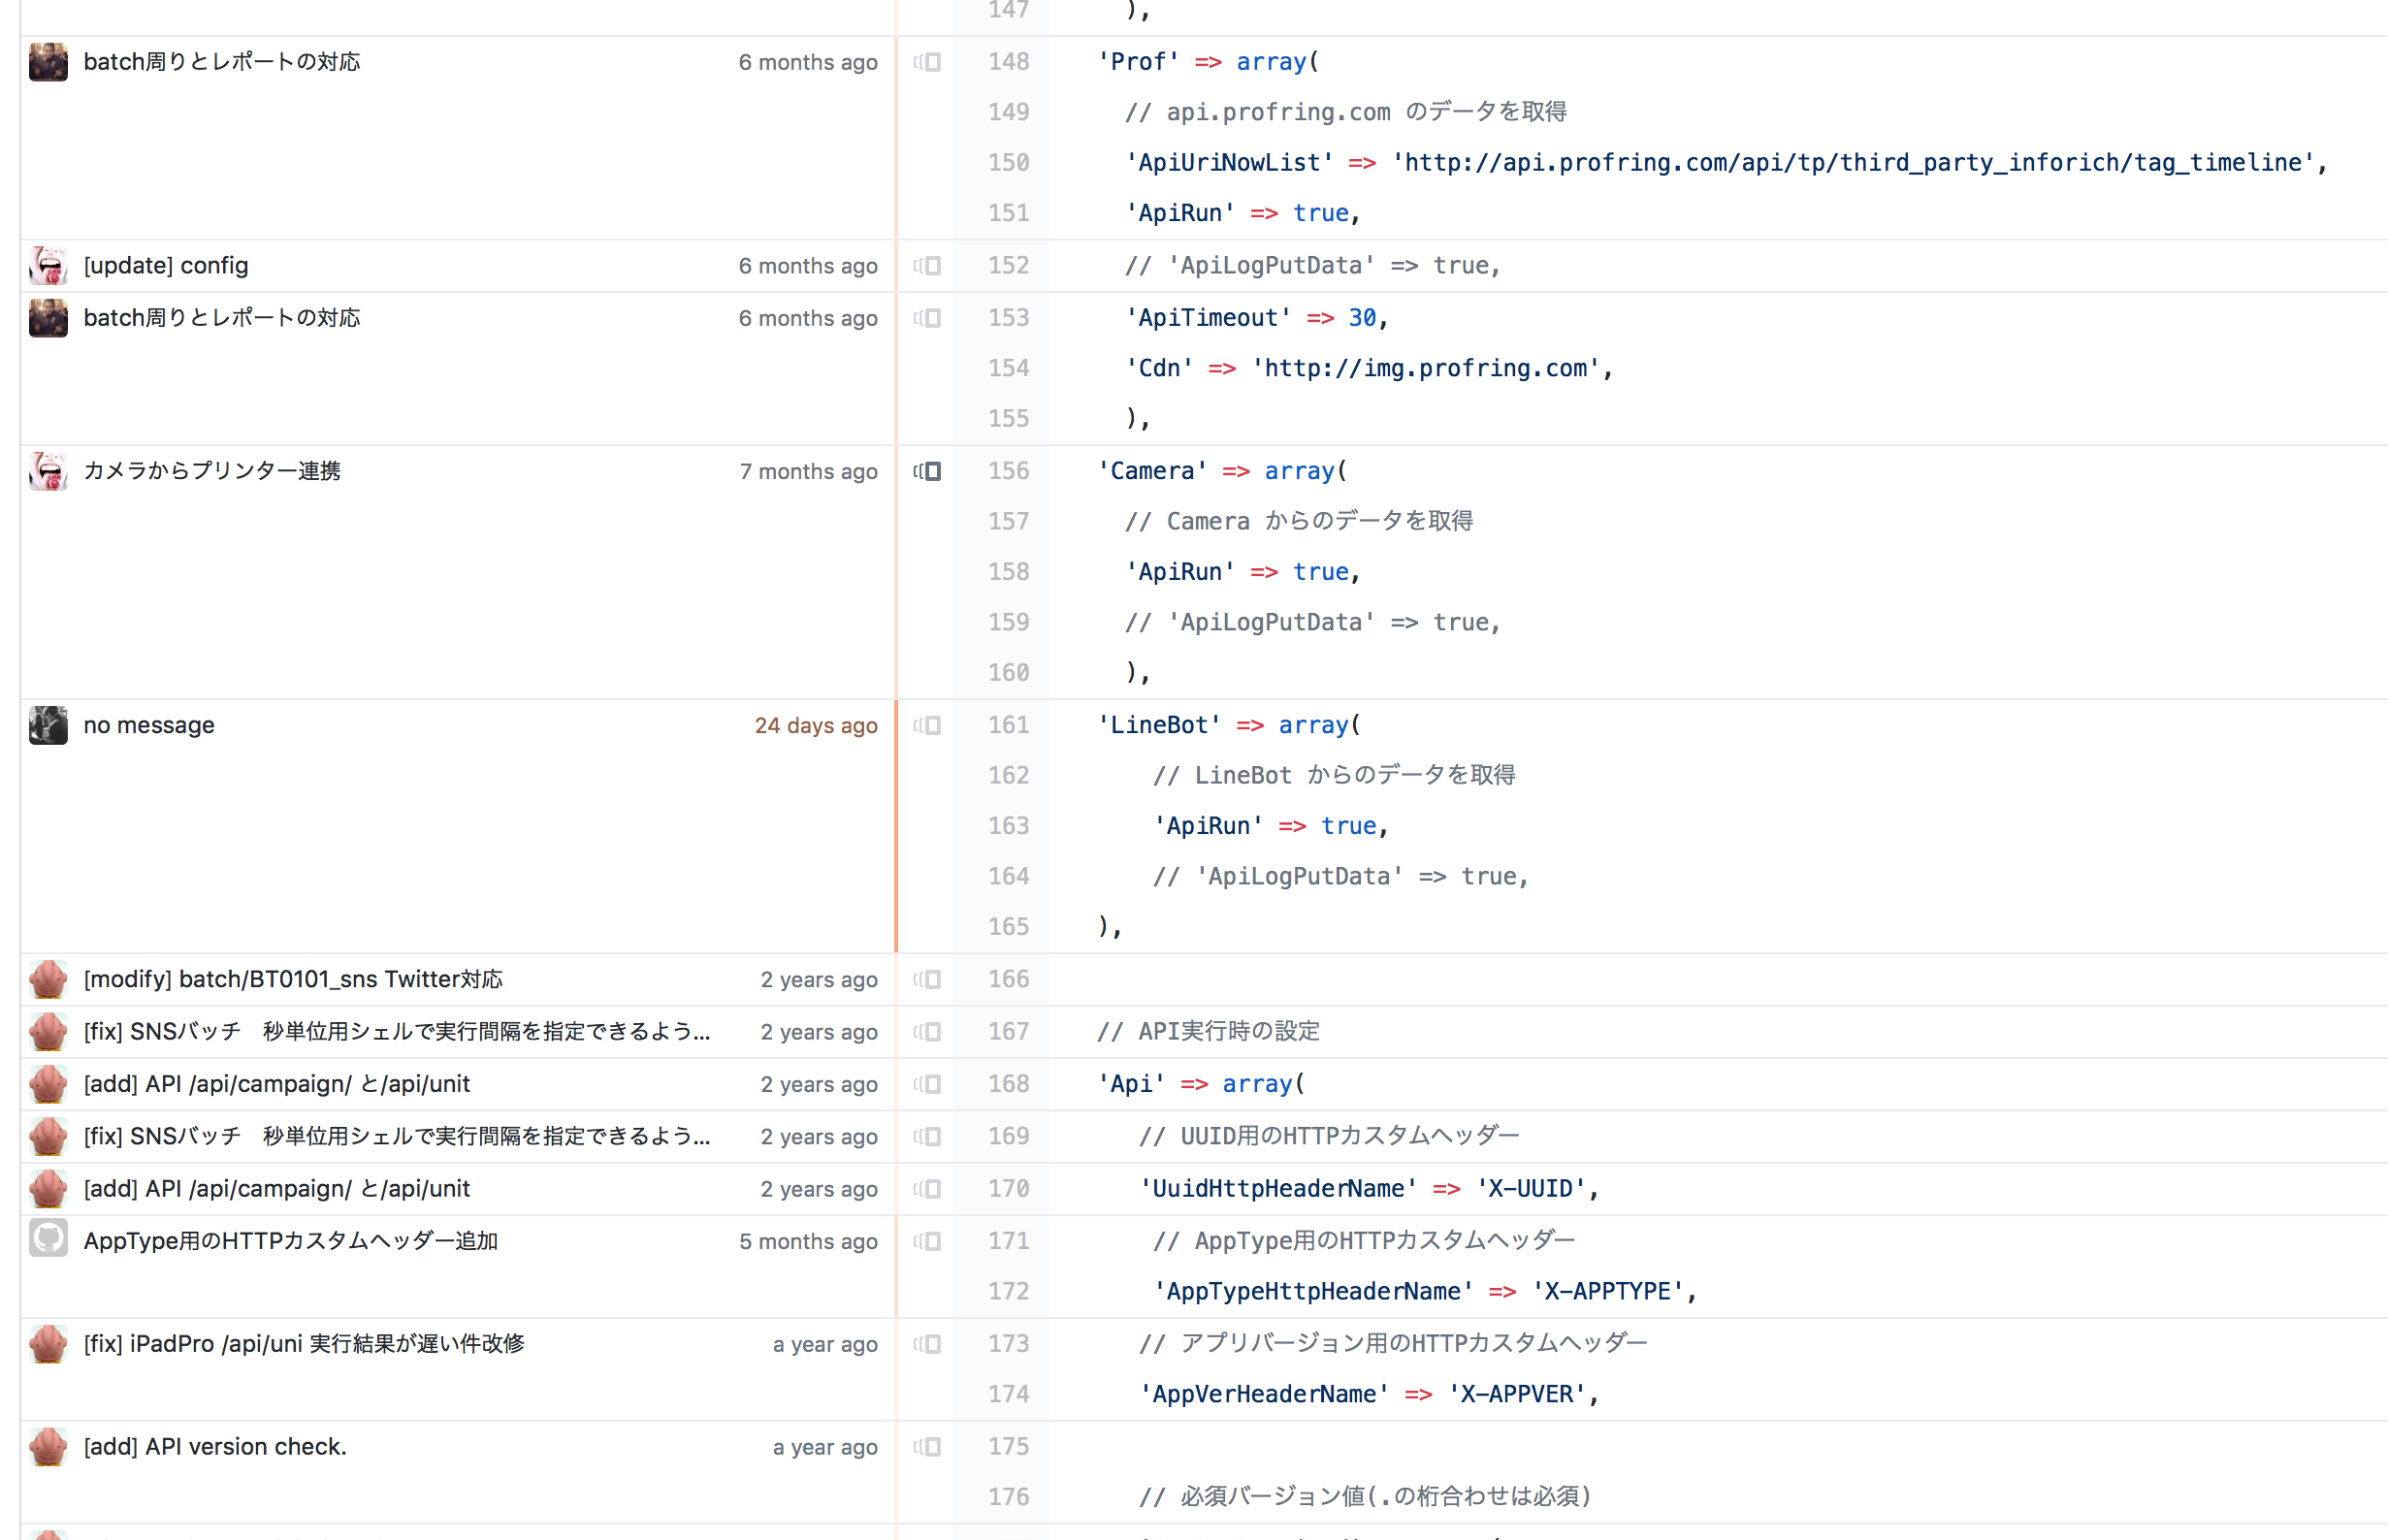 147 ),
batch周りとレポートの対応 6 months ago 148 'Prof' => array(
149 // api.profring.com のデータを取得
150 'ApiUriNowList' => 'http://api.profring.com/api/tp/third_party_inforich/tag_timeline',
151 'ApiRun' => true,
[update] config 6 months ago 152 // 'ApiLogPutData' => true,
batch周りとレポートの対応 6 months ago 153 'ApiTimeout' => 30,
154 'Cdn' => 'http://img.profring.com',
155 ),
カメラからプリンター連携 7 months ago 156 'Camera' => array(
157 // Camera からのデータを取得
158 'ApiRun' => true,
159 // 'ApiLogPutData' => true,
160 ),
no message 24 days ago 161 'LineBot' => array(
162 // LineBot からのデータを取得
163 'ApiRun' => true,
164 // 'ApiLogPutData' => true,
165 ),
[modify] batch/BT0101_sns Twitter対応 2 years ago 166
[fix] SNSバッチ　秒単位用シェルで実行間隔を指定できるよう... 2 years ago 167 // API実行時の設定
[add] API /api/campaign/ と/api/unit 2 years ago 168 'Api' => array(
[fix] SNSバッチ　秒単位用シェルで実行間隔を指定できるよう... 2 years ago 169 // UUID用のHTTPカスタムヘッダー
[add] API /api/campaign/ と/api/unit 2 years ago 170 'UuidHttpHeaderName' => 'X-UUID',
AppType用のHTTPカスタムヘッダー追加 5 months ago 171 // AppType用のHTTPカスタムヘッダー
172 'AppTypeHttpHeaderName' => 'X-APPTYPE',
[fix] iPadPro /api/uni 実行結果が遅い件改修 a year ago 173 // アプリバージョン用のHTTPカスタムヘッダー
174 'AppVerHeaderName' => 'X-APPVER',
[add] API version check. a year ago 175
176 // 必須バージョン値(.の桁合わせは必須)